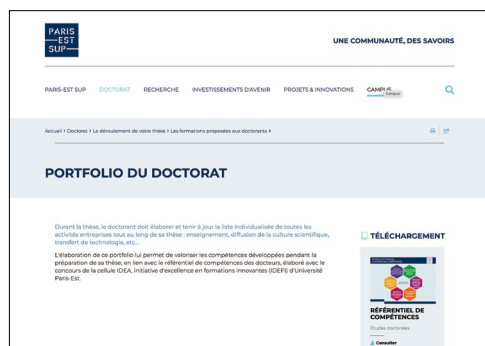 PARIS
EST
SUP
UNE COMMUNAUTÉ, DES SAVOIRS
PARIS-EST SUP DOCTORAT RECHERCHE INVESTISSEMENTS D'AVENIR PROJETS & INNOVATIONS CAMPUS
Campus
Accueil > Doctorat > Le déroulement de votre thèse > Les formations proposées aux doctorants >
PORTFOLIO DU DOCTORAT
Durant la thèse, le doctorant doit élaborer et tenir à jour la liste individualisée de toutes les
activités entreprises tout au long de sa thèse : enseignement, diffusion de la culture scientifique,
transfert de technologie, etc...
L'élaboration de ce portfolio lui permet de valoriser les compétences développées pendant la
préparation de sa thèse, en lien avec le référentiel de compétences des docteurs, élaboré avec le
concours de la cellule IDEA, initiative d'excellence en formations innovantes (IDEFI) d'Université
Paris-Est.
TÉLÉCHARGEMENT
RÉFÉRENTIEL DE
COMPÉTENCES
Études doctorales
Consulter